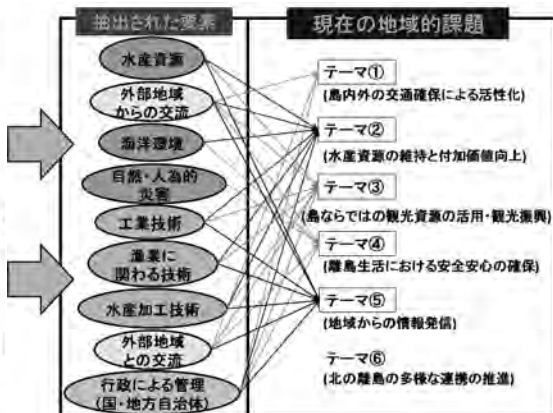 抽出された要素
水産資源
外部地域
からの交流
海洋環境
自然・人為的
災害
工業技術
漁業に
関わる技術
水産加工技術
外部地域
との交流
行政による管理
(国・地方自治体)
現在の地域的課題
テーマ①
(島内外の交通確保による活性化)
テーマ②
(水産資源の維持と付加価値向上)
テーマ③
(島ならではの観光資源の活用・観光振興)
テーマ④
(離島生活における安全安心の確保)
テーマ⑤
(地域からの情報発信)
テーマ⑥
(北の離島の多様な連携の推進)